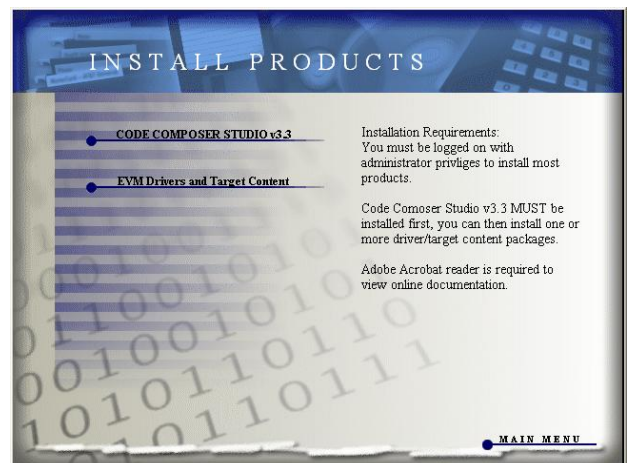 INSTALL PRODUCTS
CODE COMPOSER STUDIO v3.3
EVM Drivers and Target Content
Installation Requirements:
You must be logged on with
administrator privliges to install most
products.
Code Comoser Studio v3.3 MUST be
installed first, you can then install one or
more driver/target content packages.
Adobe Acrobat reader is required to
view online documentation.
MAIN MENU